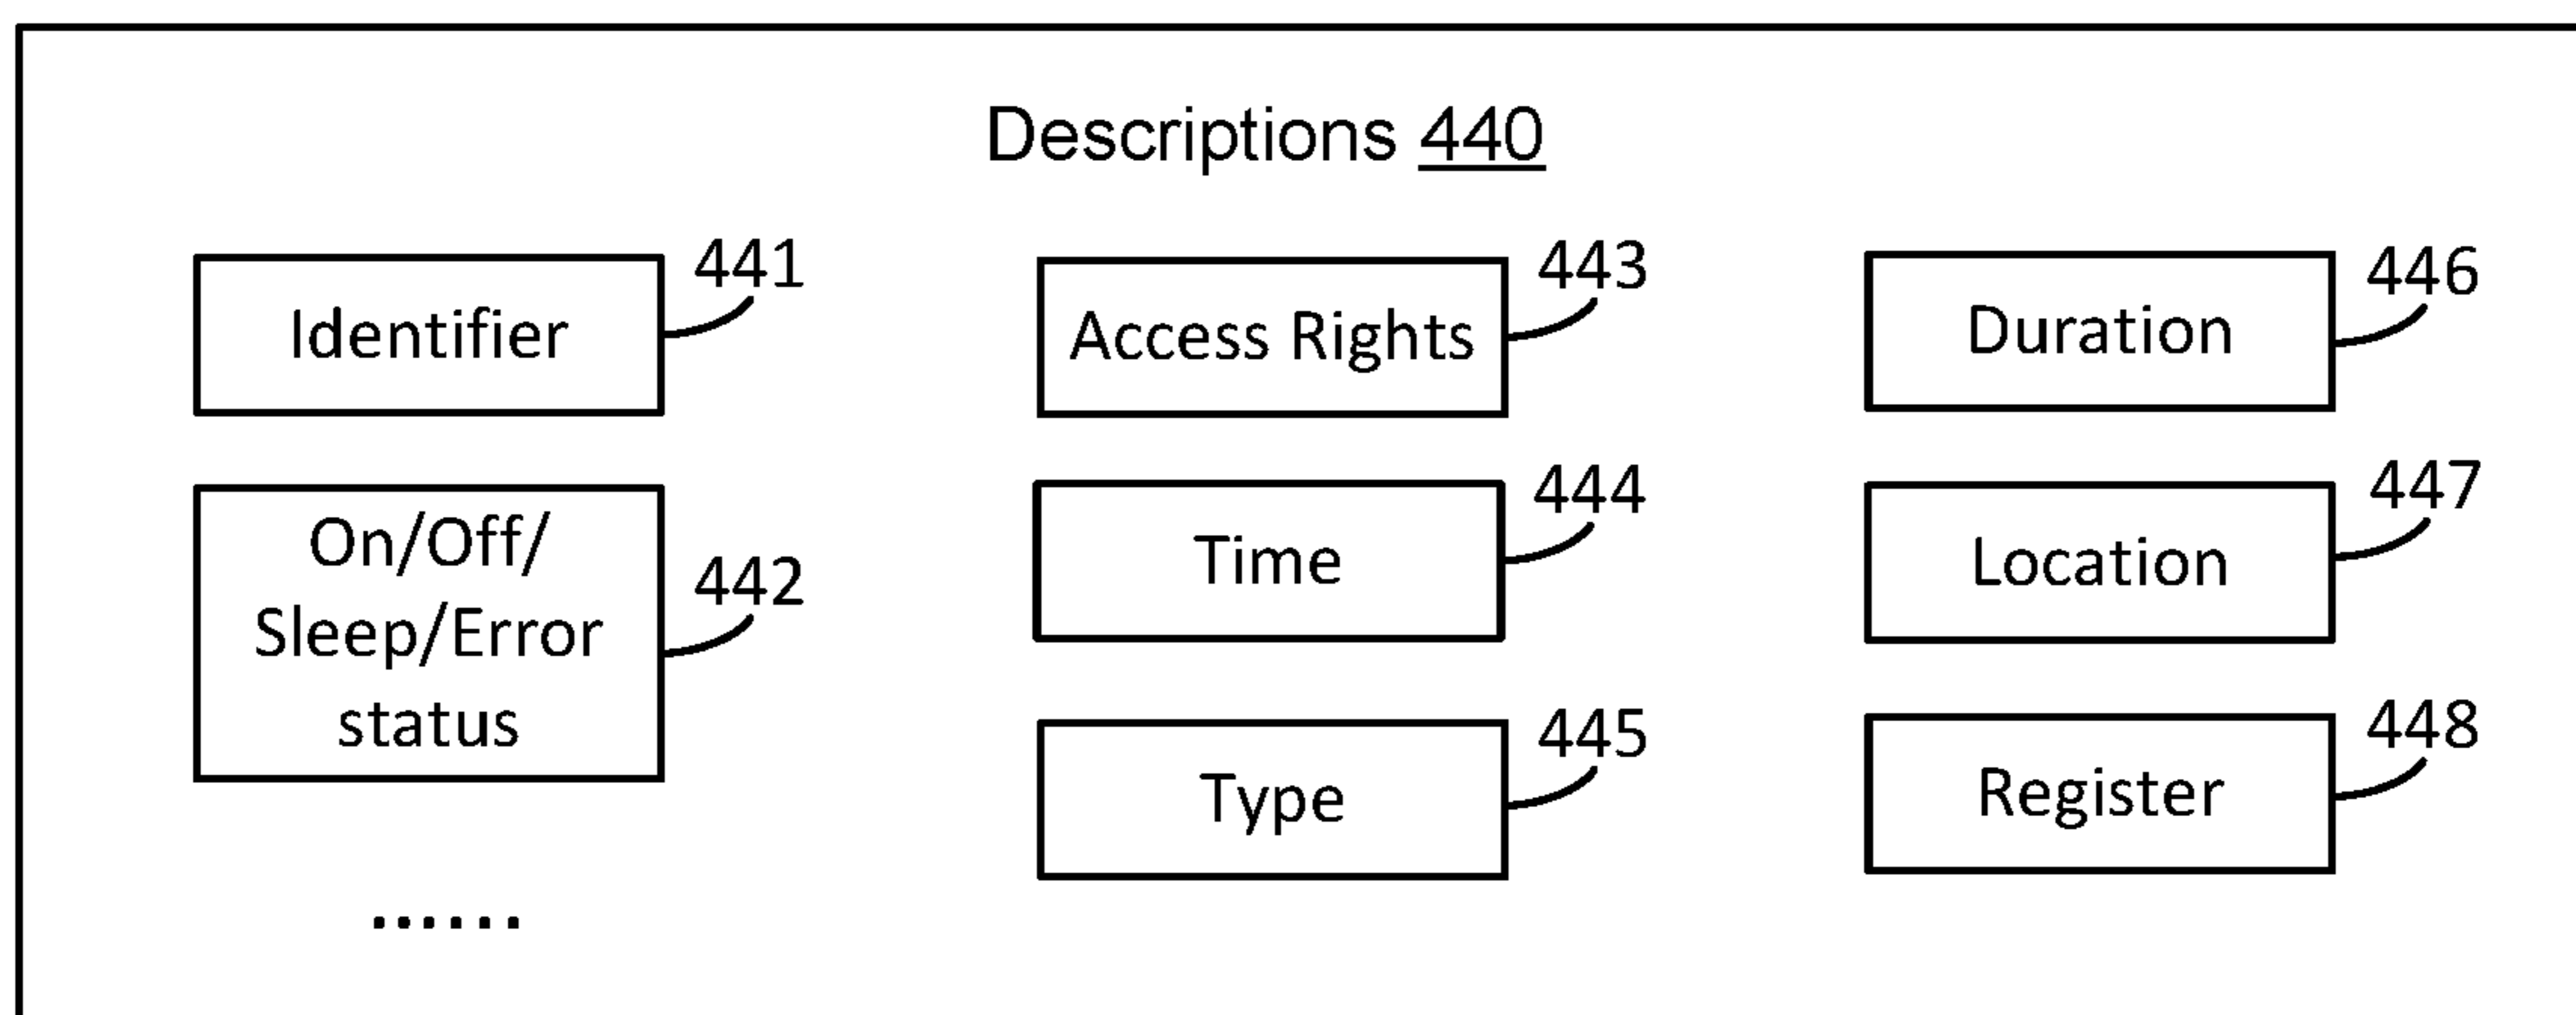 Descriptions 440
Identifier
441
On/Off/
Sleep/Error
status
442
......
Access Rights
443
Time
444
Type
445
Duration
446
Location
447
Register
448